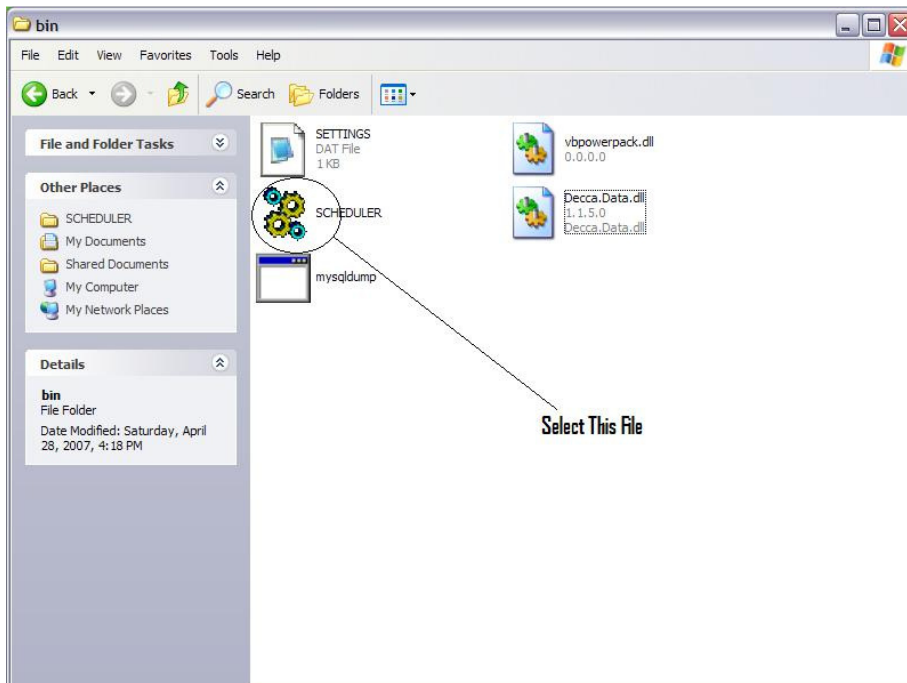 bin
File Edit View Favorites Tools Help
Back Search Folders
File and Folder Tasks
Other Places
SCHEDULER
My Documents
Shared Documents
My Computer
My Network Places
Details
bin
File Folder
Date Modified: Saturday, April
28, 2007, 4:18 PM
SETTINGS
DAT File
1 KB
SCHEDULER
mysqldump
vbpowerpack.dll
0.0.0.0
Decca.Data.dll
1.1.5.0
Decca.Data.dll
Select This File